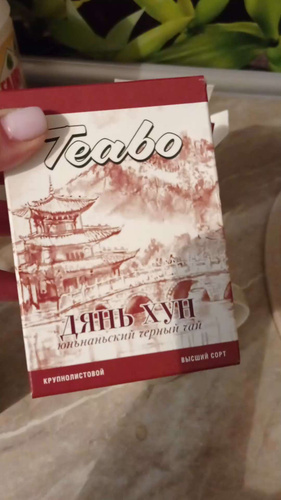 Teabo
ДЯНЬ ХУН
юньнаньский черный чай
КРУПНОЛИСТОВОЙ
ВЫСШИЙ СОРТ